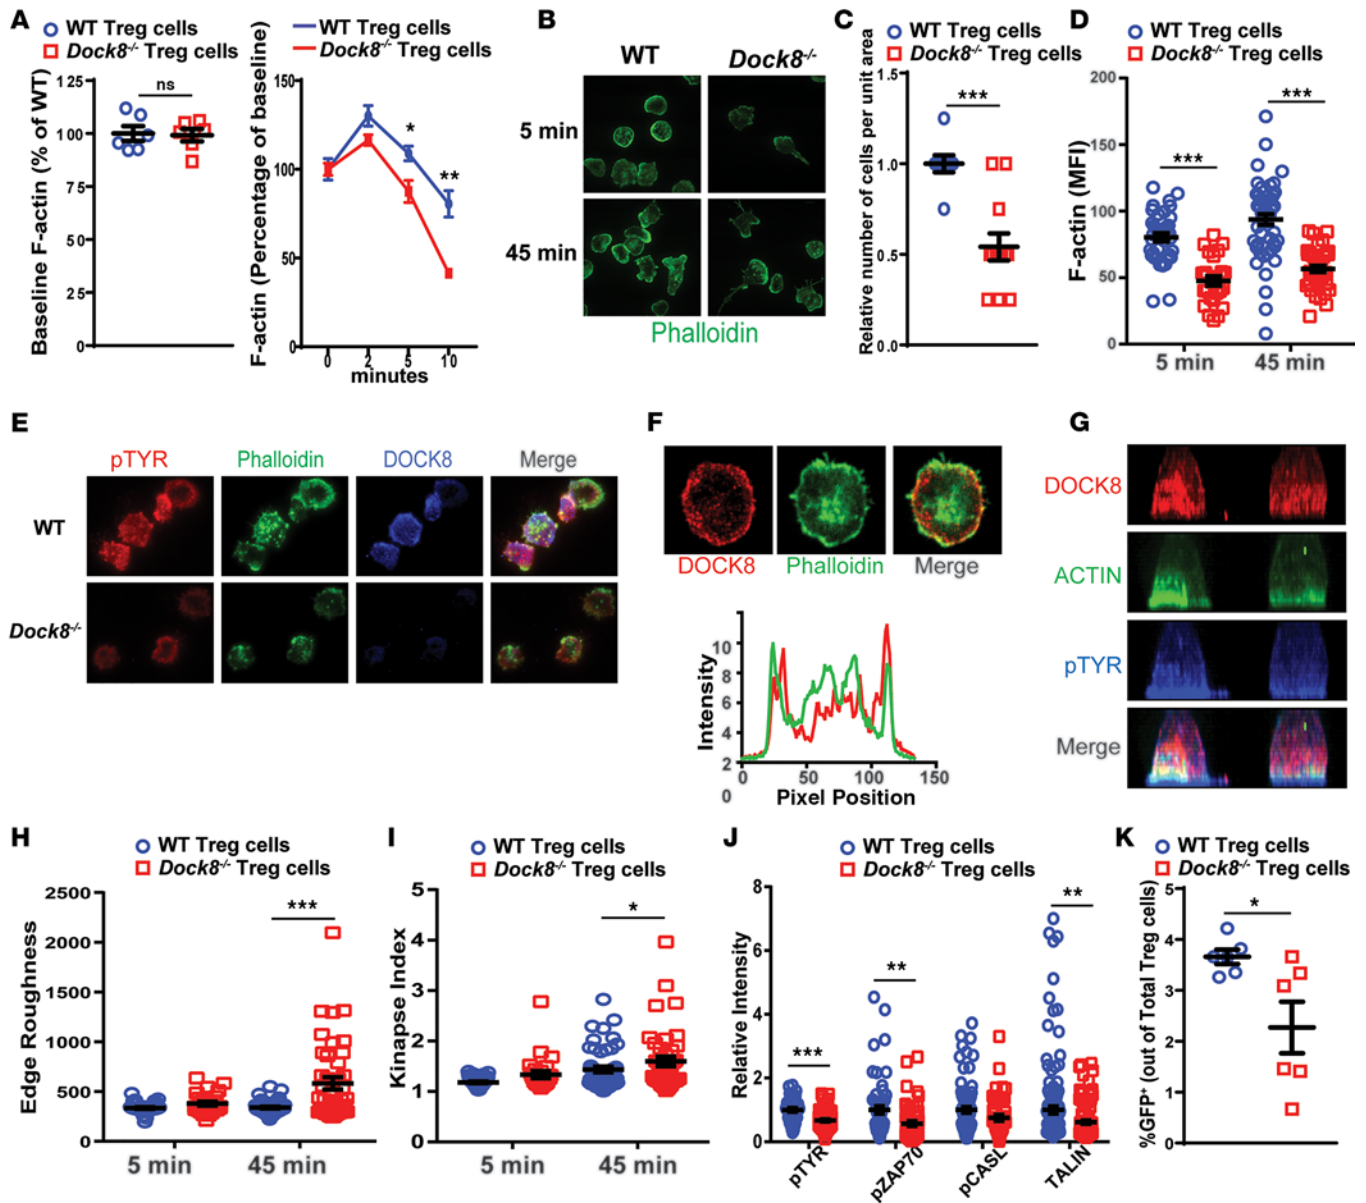 A
WT Treg cells
Dock8-/- Treg cells
Baseline F-actin (% of WT)
125
100
75
50
25
0
ns
WT Treg cells
Dock8-/- Treg cells
F-actin (Percentage of baseline)
150
100
50
0
*
**
0 2 5 10
minutes
B
WT Dock8-/-
5 min
45 min
Phalloidin
C
WT Treg cells
Dock8-/- Treg cells
Relative number of cells per unit area
1.5
1.0
0.5
0.0
***
D
WT Treg cells
Dock8-/- Treg cells
F-actin (MFI)
200
150
100
50
0
***
***
5 min 45 min
E
pTYR Phalloidin DOCK8 Merge
WT
Dock8-/-
F
DOCK8 Phalloidin Merge
Intensity
10
8
6
4
2
0
0 50 100 150
Pixel Position
G
DOCK8
ACTIN
pTYR
Merge
H
WT Treg cells
Dock8-/- Treg cells
Edge Roughness
2500
2000
1500
1000
500
0
***
5 min 45 min
I
WT Treg cells
Dock8-/- Treg cells
Kinapse Index
5
4
3
2
1
0
*
5 min 45 min
J
WT Treg cells
Dock8-/- Treg cells
Relative Intensity
8
6
4
2
0
***
**
**
pTYR pZAP70 pCASL TALIN
K
WT Treg cells
Dock8-/- Treg cells
%GFP+ (out of Total Treg cells)
5
4
3
2
1
0
*